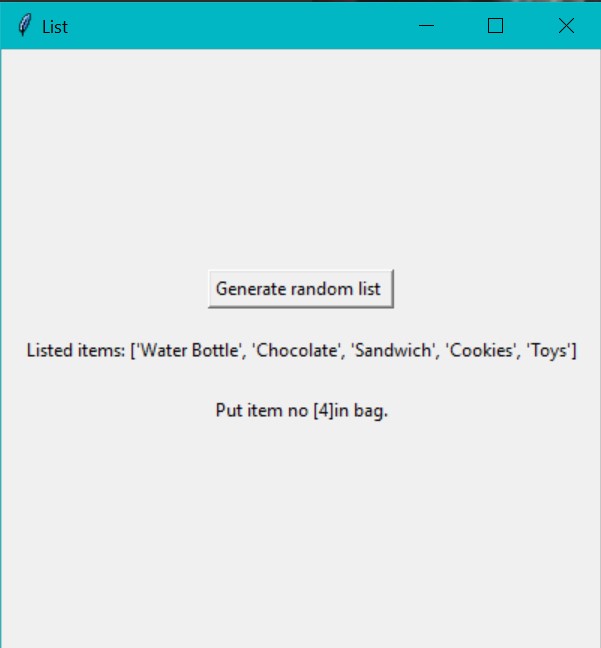 List
Generate random list
Listed items: ['Water Bottle', 'Chocolate', 'Sandwich', 'Cookies', 'Toys']
Put item no [4]in bag.